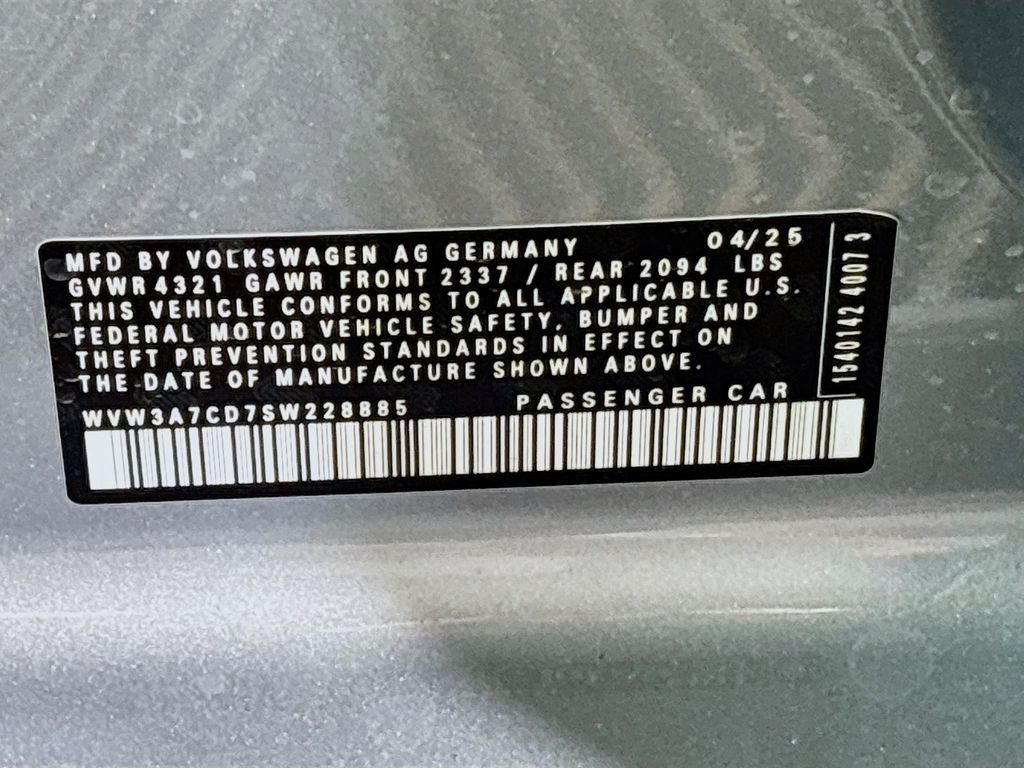 MFD BY VOLKSWAGEN AG GERMANY 04/25
GVWR 4321 GAWR FRONT 2337 / REAR 2094 LBS
THIS VEHICLE CONFORMS TO ALL APPLICABLE U.S.
FEDERAL MOTOR VEHICLE SAFETY, BUMPER AND
THEFT PREVENTION STANDARDS IN EFFECT ON
THE DATE OF MANUFACTURE SHOWN ABOVE.
WVW3A7CD7SW228885 PASSENGER CAR
1540142 4007 3